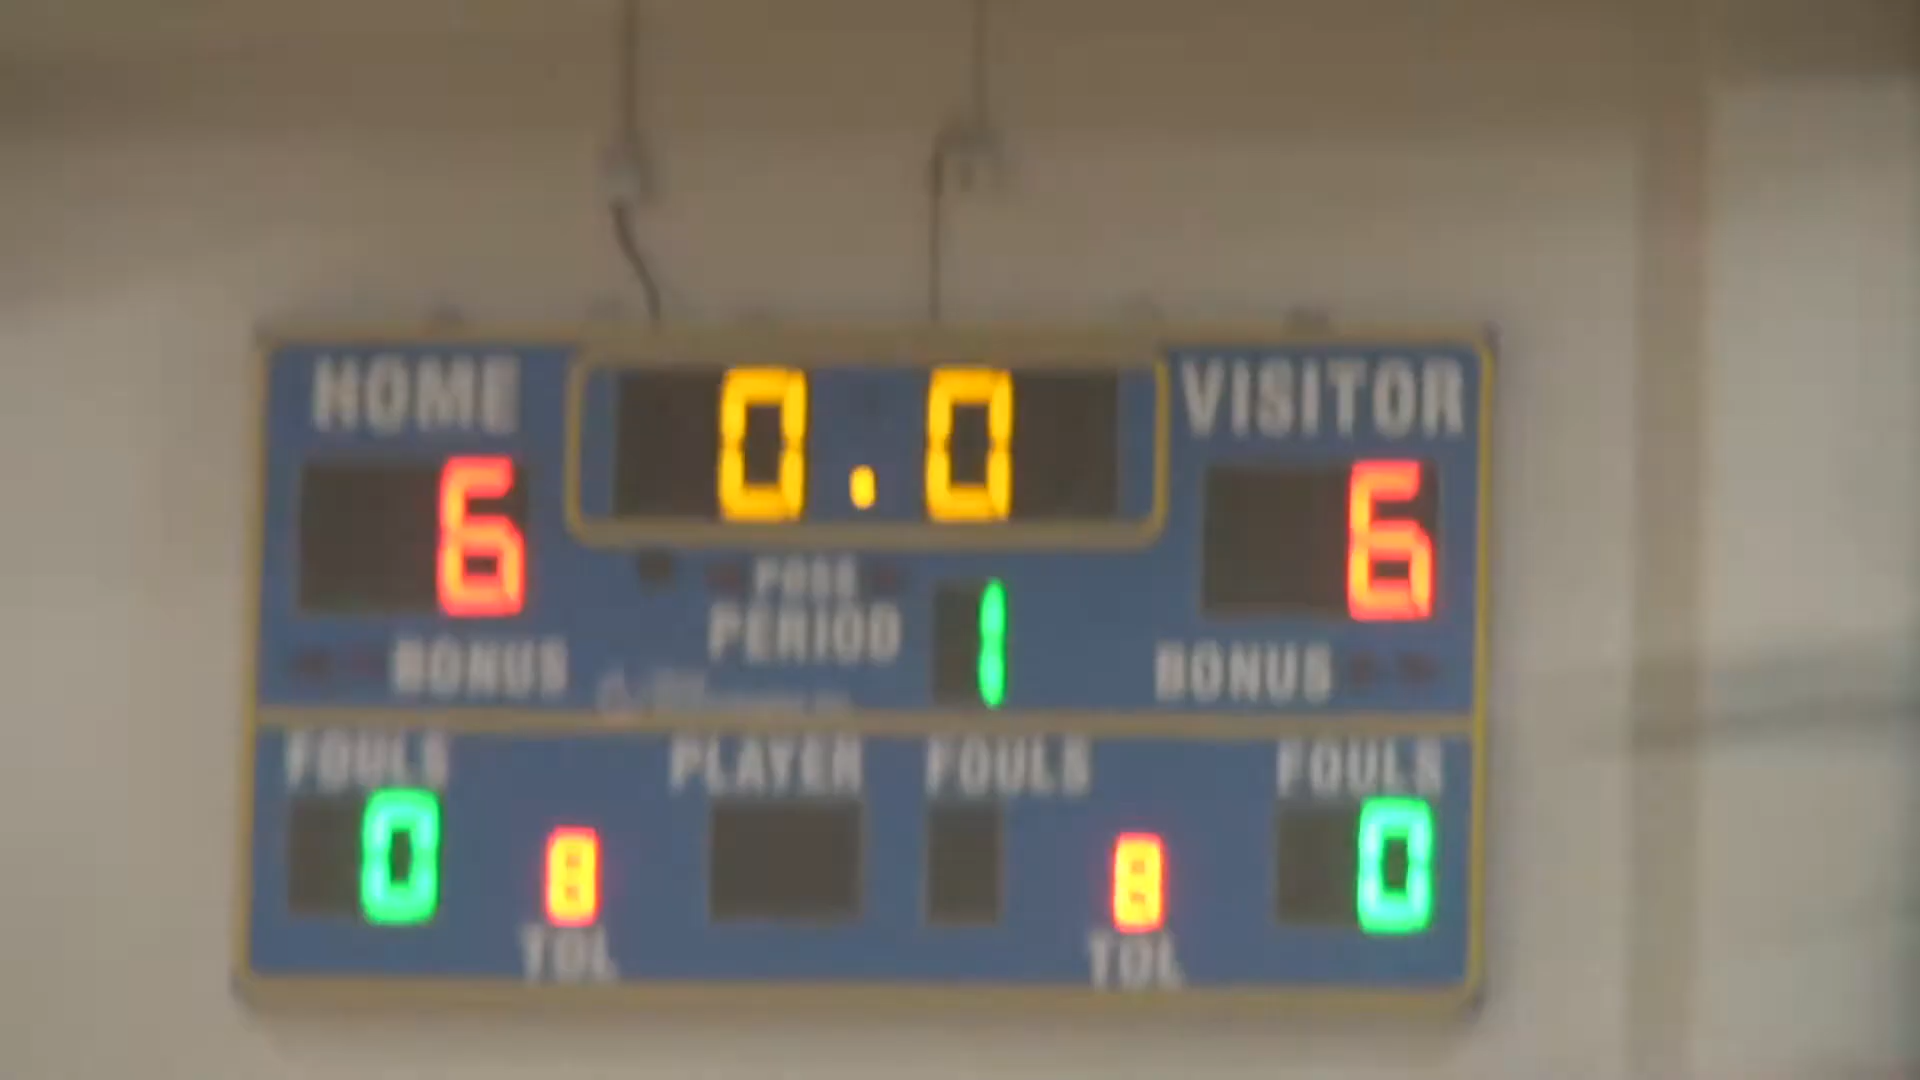 HOME 0.0 VISITOR
6 6
POSS
PERIOD 1
BONUS BONUS
FOULS PLAYER FOULS FOULS
0 8 8 0
TOL TOL